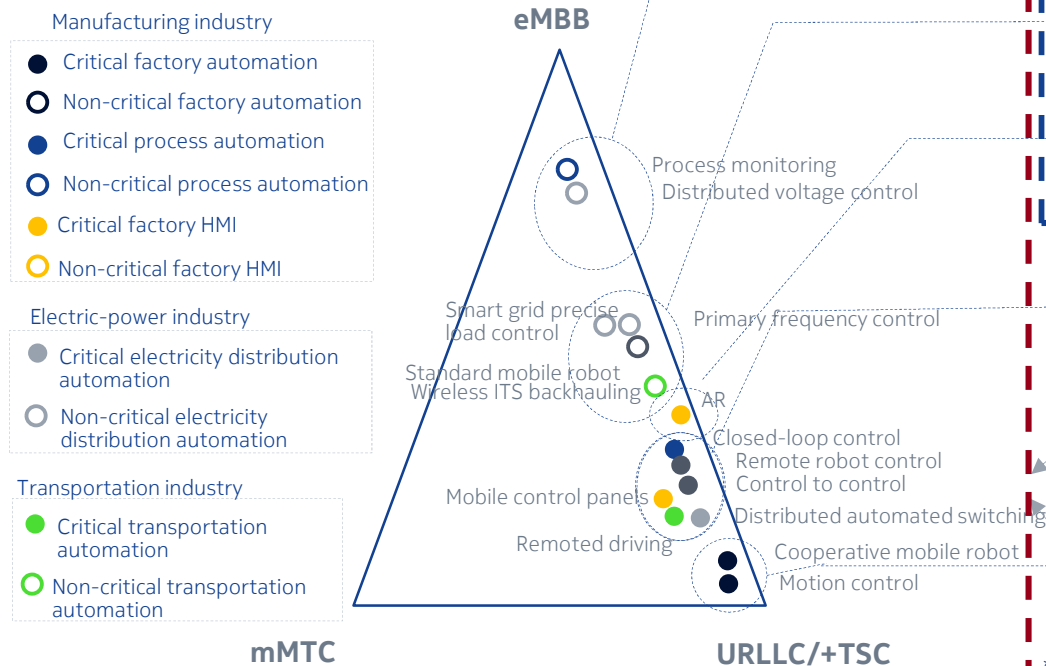 Manufacturing industry
Critical factory automation
Non-critical factory automation
Critical process automation
Non-critical process automation
Critical factory HMI
Non-critical factory HMI
Electric-power industry
Critical electricity distribution
automation
Non-critical electricity
distribution automation
Transportation industry
Critical transportation
automation
Non-critical transportation
automation
eMBB
Process monitoring
Distributed voltage control
Smart grid precise
load control
Primary frequency control
Standard mobile robot
Wireless ITS backhauling
AR
Closed-loop control
Remote robot control
Control to control
Mobile control panels
Distributed automated switching
Remoted driving
Cooperative mobile robot
Motion control
mMTC
URLLC/+TSC